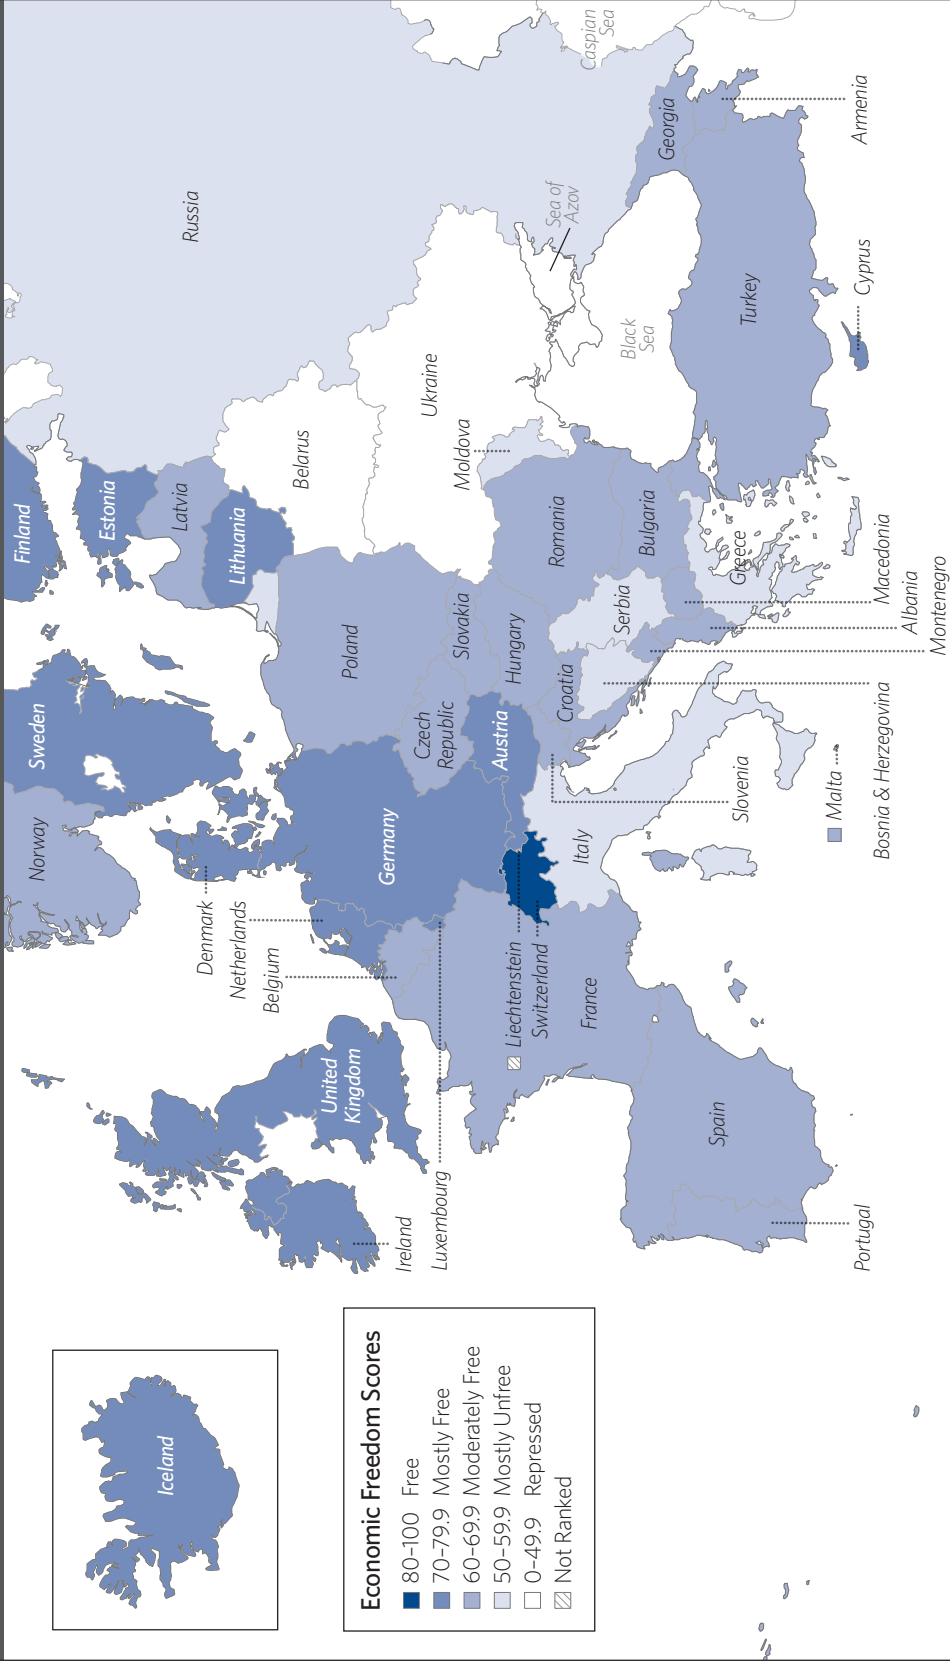 Iceland
Economic Freedom Scores
80–100 Free
70–79.9 Mostly Free
60–69.9 Moderately Free
50–59.9 Mostly Unfree
0–49.9 Repressed
Not Ranked
Norway
Sweden
Finland
Estonia
Latvia
Lithuania
Russia
Belarus
Ukraine
Moldova
Denmark
Netherlands
Belgium
Germany
Poland
Czech
Republic
Slovakia
Austria
Hungary
Romania
Bulgaria
Serbia
Croatia
United
Kingdom
Ireland
Luxembourg
Liechtenstein
Switzerland
France
Italy
Spain
Portugal
Slovenia
Malta
Bosnia & Herzegovina
Montenegro
Albania
Macedonia
Greece
Turkey
Cyprus
Georgia
Armenia
Black
Sea
Sea of
Azov
Caspian
Sea